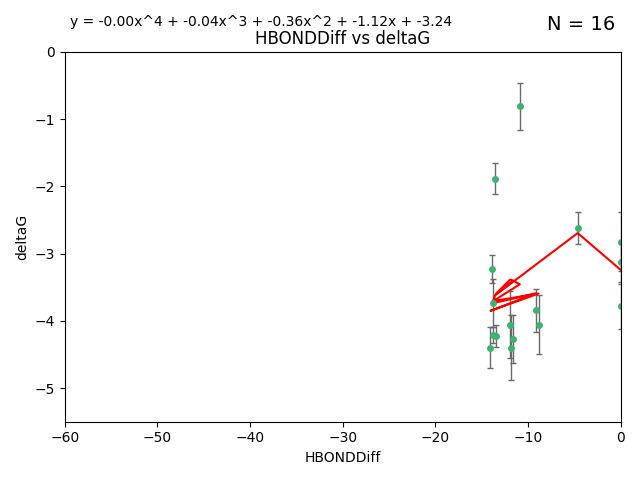 y = -0.00x^4 + -0.04x^3 + -0.36x^2 + -1.12x + -3.24
N = 16
HBONDDiff vs deltaG
0
−1
−2
−3
−4
−5
deltaG
−60 −50 −40 −30 −20 −10 0
HBONDDiff